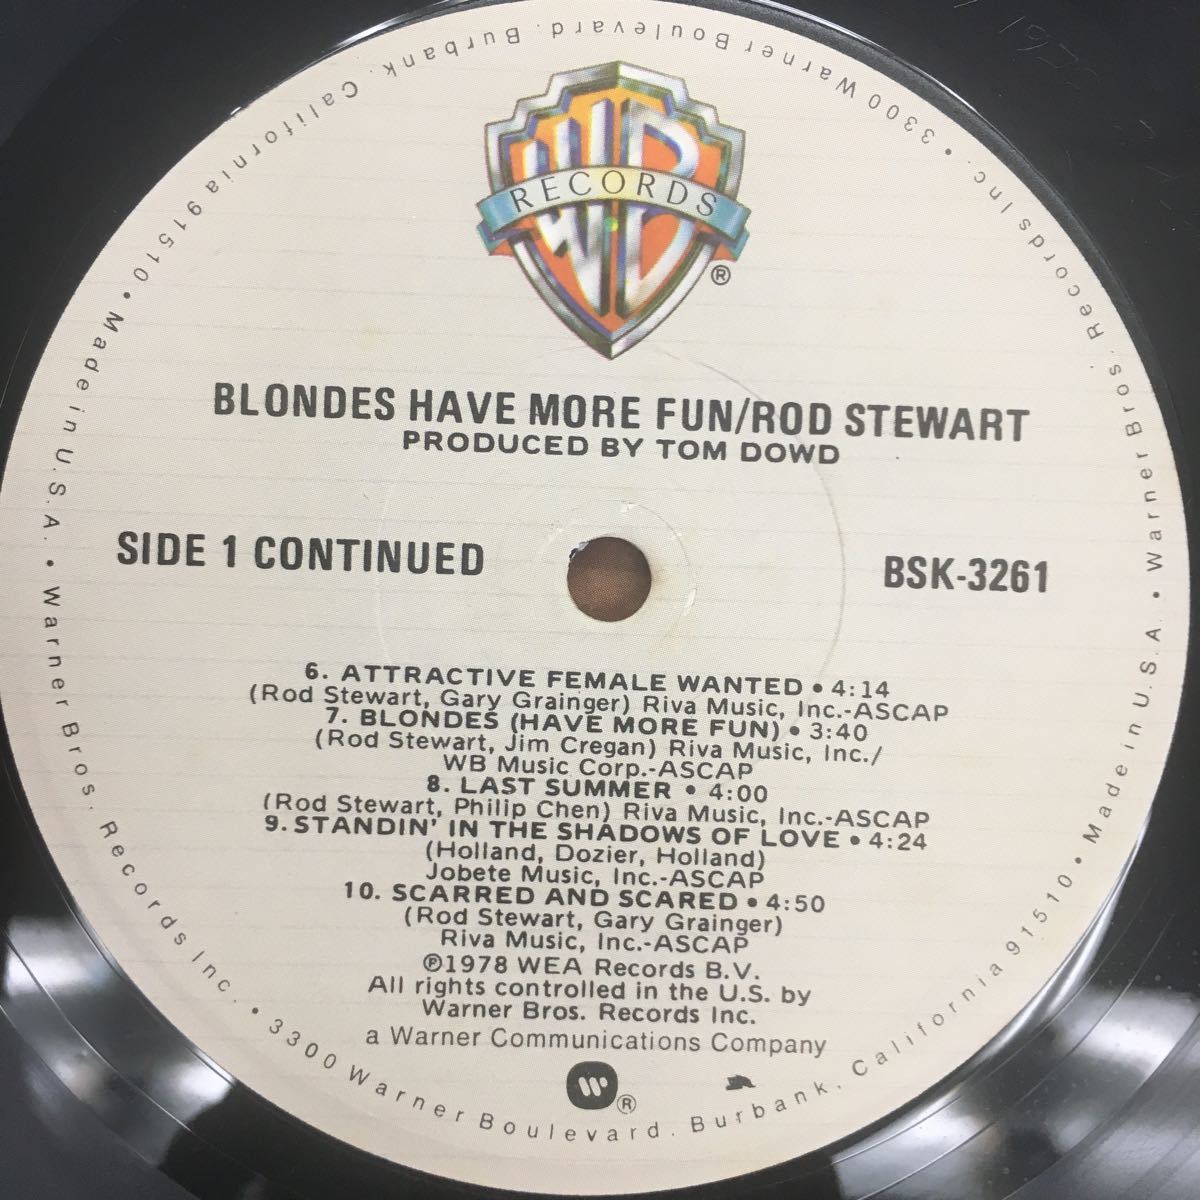 RECORDS
®
BLONDES HAVE MORE FUN/ROD STEWART
PRODUCED BY TOM DOWD
SIDE 1 CONTINUED
BSK-3261
6. ATTRACTIVE FEMALE WANTED • 4:14
(Rod Stewart, Gary Grainger) Riva Music, Inc.-ASCAP
7. BLONDES (HAVE MORE FUN) • 3:40
(Rod Stewart, Jim Cregan) Riva Music, Inc./
WB Music Corp.-ASCAP
8. LAST SUMMER • 4:00
(Rod Stewart, Philip Chen) Riva Music, Inc.-ASCAP
9. STANDIN' IN THE SHADOWS OF LOVE • 4:24
(Holland, Dozier, Holland)
Jobete Music, Inc.-ASCAP
10. SCARRED AND SCARED • 4:50
(Rod Stewart, Gary Grainger)
Riva Music, Inc.-ASCAP
℗1978 WEA Records B.V.
All rights controlled in the U.S. by
Warner Bros. Records Inc.
a Warner Communications Company
®
Warner Bros. Records Inc. • 3300 Warner Boulevard. Burbank, California 91510 • Made in U.S.A. •
Warner Bros. Records Inc. • 3300 Warner Boulevard. Burbank. California 91510 • Made in U.S.A. •